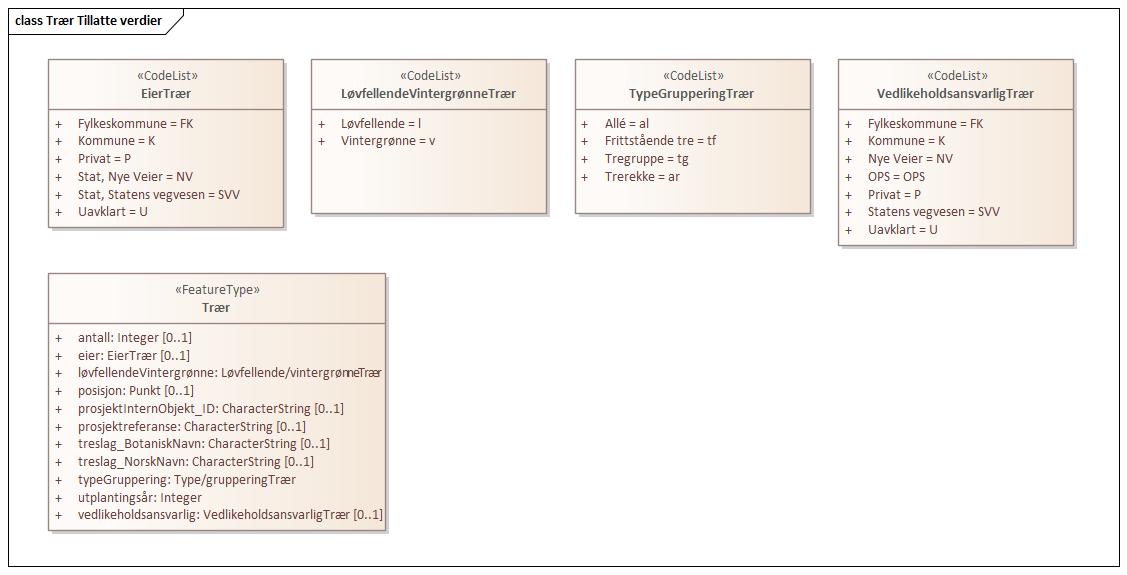 class Trær Tillatte verdier
«CodeList»
EierTrær
+ Fylkeskommune = FK
+ Kommune = K
+ Privat = P
+ Stat, Nye Veier = NV
+ Stat, Statens vegvesen = SVV
+ Uavklart = U
«CodeList»
LøvfellendeVintergrønneTrær
+ Løvfellende = l
+ Vintergrønne = v
«CodeList»
TypeGrupperingTrær
+ Allé = al
+ Frittstående tre = tf
+ Tregruppe = tg
+ Trerekke = ar
«CodeList»
VedlikeholdsansvarligTrær
+ Fylkeskommune = FK
+ Kommune = K
+ Nye Veier = NV
+ OPS = OPS
+ Privat = P
+ Statens vegvesen = SVV
+ Uavklart = U
«FeatureType»
Trær
+ antall: Integer [0..1]
+ eier: EierTrær [0..1]
+ løvfellendeVintergrønne: Løvfellende/vintergrønneTrær
+ posisjon: Punkt [0..1]
+ prosjektInternObjekt_ID: CharacterString [0..1]
+ prosjektreferanse: CharacterString [0..1]
+ treslag_BotaniskNavn: CharacterString [0..1]
+ treslag_NorskNavn: CharacterString [0..1]
+ typeGruppering: Type/grupperingTrær
+ utplantingsår: Integer
+ vedlikeholdsansvarlig: VedlikeholdsansvarligTrær [0..1]